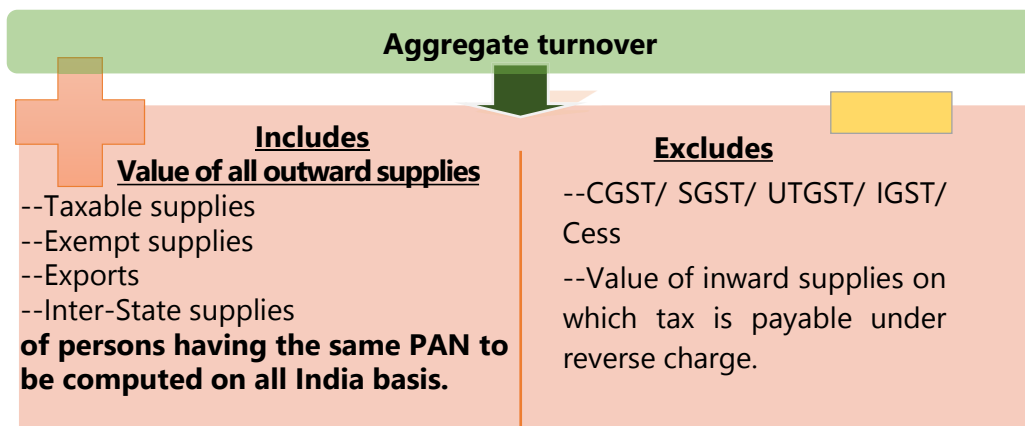 Aggregate turnover
Includes
Value of all outward supplies
--Taxable supplies
--Exempt supplies
--Exports
--Inter-State supplies
of persons having the same PAN to
be computed on all India basis.
Excludes
--CGST/ SGST/ UTGST/ IGST/
Cess
--Value of inward supplies on
which tax is payable under
reverse charge.